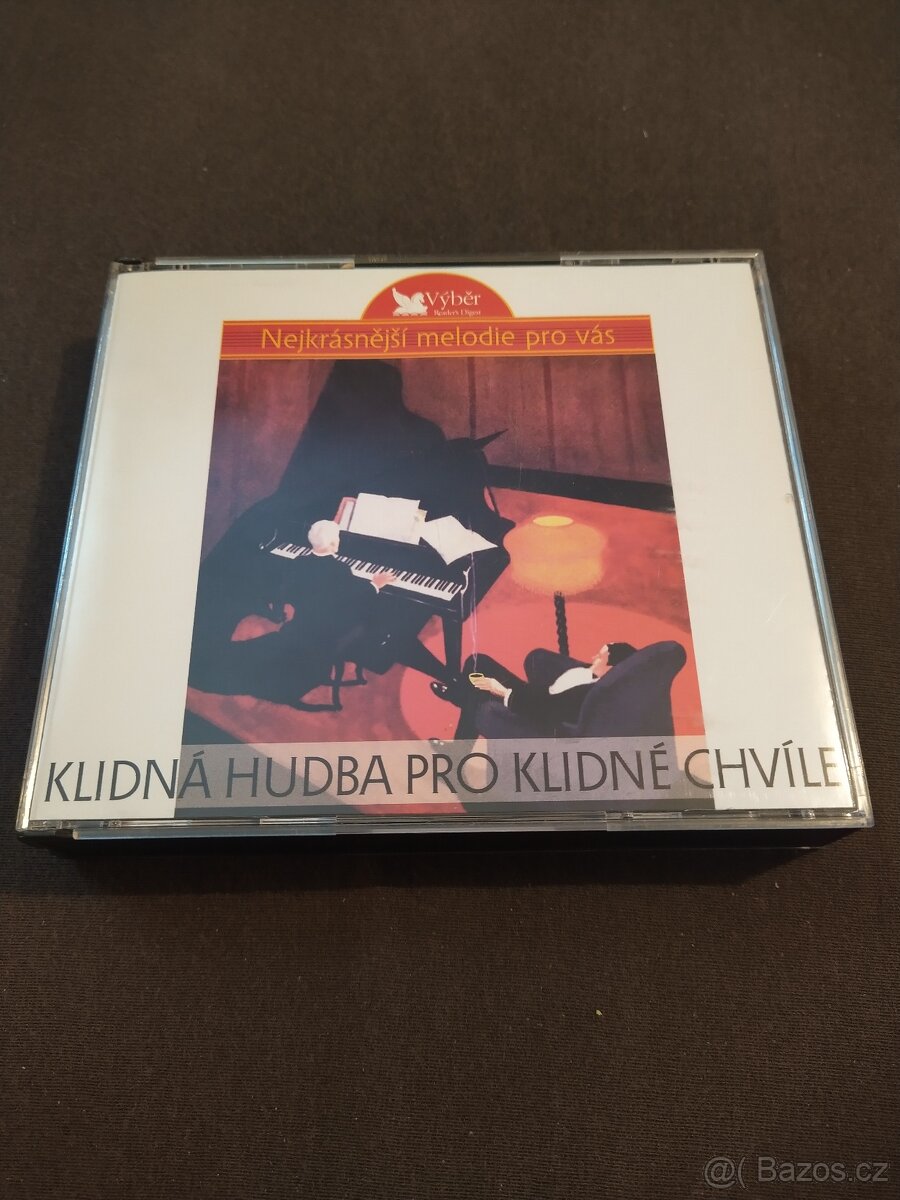 Výběr
Reader's Digest
Nejkrásnější melodie pro vás
KLIDNÁ HUDBA PRO KLIDNÉ CHVÍLE
@( Bazos.cz